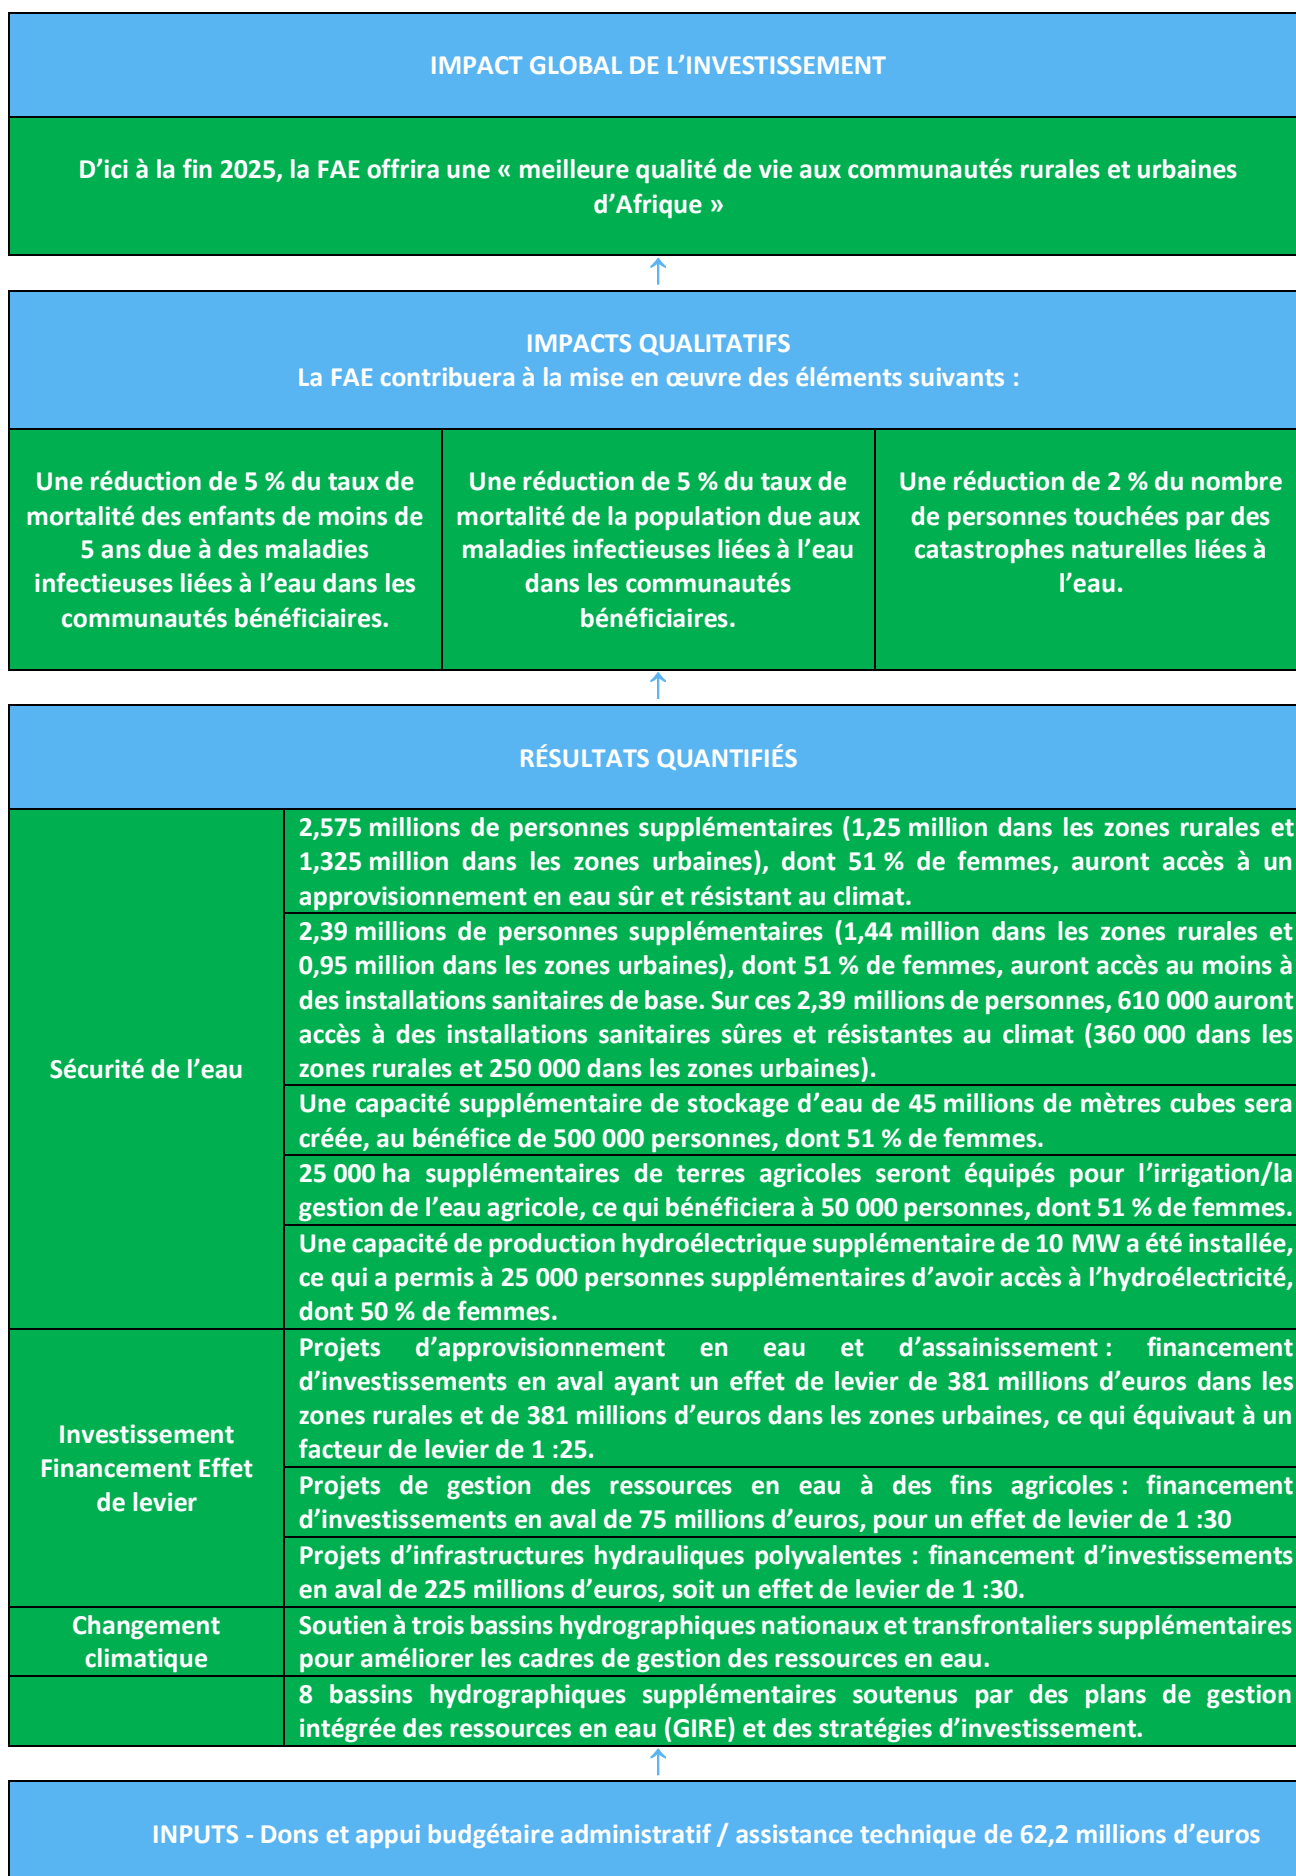 IMPACT GLOBAL DE L’INVESTISSEMENT
D’ici à la fin 2025, la FAE offrira une « meilleure qualité de vie aux communautés rurales et urbaines
d’Afrique »
↑
IMPACTS QUALITATIFS
La FAE contribuera à la mise en œuvre des éléments suivants :
Une réduction de 5 % du taux de
mortalité des enfants de moins de
5 ans due à des maladies
infectieuses liées à l’eau dans les
communautés bénéficiaires.
Une réduction de 5 % du taux de
mortalité de la population due aux
maladies infectieuses liées à l’eau
dans les communautés
bénéficiaires.
Une réduction de 2 % du nombre
de personnes touchées par des
catastrophes naturelles liées à
l’eau.
↑
RÉSULTATS QUANTIFIÉS
Sécurité de l’eau
2,575 millions de personnes supplémentaires (1,25 million dans les zones rurales et
1,325 million dans les zones urbaines), dont 51 % de femmes, auront accès à un
approvisionnement en eau sûr et résistant au climat.
2,39 millions de personnes supplémentaires (1,44 million dans les zones rurales et
0,95 million dans les zones urbaines), dont 51 % de femmes, auront accès au moins à
des installations sanitaires de base. Sur ces 2,39 millions de personnes, 610 000 auront
accès à des installations sanitaires sûres et résistantes au climat (360 000 dans les
zones rurales et 250 000 dans les zones urbaines).
Une capacité supplémentaire de stockage d’eau de 45 millions de mètres cubes sera
créée, au bénéfice de 500 000 personnes, dont 51 % de femmes.
25 000 ha supplémentaires de terres agricoles seront équipés pour l’irrigation/la
gestion de l’eau agricole, ce qui bénéficiera à 50 000 personnes, dont 51 % de femmes.
Une capacité de production hydroélectrique supplémentaire de 10 MW a été installée,
ce qui a permis à 25 000 personnes supplémentaires d’avoir accès à l’hydroélectricité,
dont 50 % de femmes.
Investissement
Financement Effet
de levier
Projets d’approvisionnement en eau et d’assainissement : financement
d’investissements en aval ayant un effet de levier de 381 millions d’euros dans les
zones rurales et de 381 millions d’euros dans les zones urbaines, ce qui équivaut à un
facteur de levier de 1 :25.
Projets de gestion des ressources en eau à des fins agricoles : financement
d’investissements en aval de 75 millions d’euros, pour un effet de levier de 1 :30
Projets d’infrastructures hydrauliques polyvalentes : financement d’investissements
en aval de 225 millions d’euros, soit un effet de levier de 1 :30.
Changement
climatique
Soutien à trois bassins hydrographiques nationaux et transfrontaliers supplémentaires
pour améliorer les cadres de gestion des ressources en eau.
8 bassins hydrographiques supplémentaires soutenus par des plans de gestion
intégrée des ressources en eau (GIRE) et des stratégies d’investissement.
↑
INPUTS - Dons et appui budgétaire administratif / assistance technique de 62,2 millions d’euros